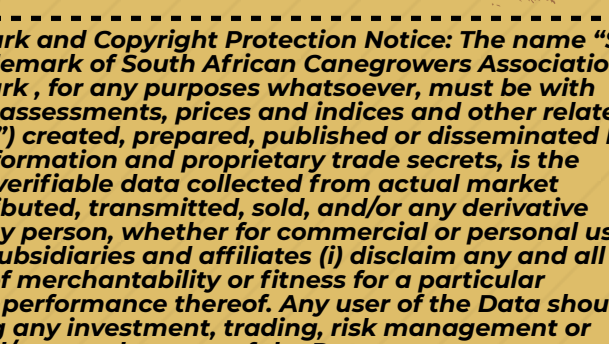 ark and Copyright Protection Notice: The name “S
emark of South African Canegrowers Associatio
ark , for any purposes whatsoever, must be with
assessments, prices and indices and other relate
”) created, prepared, published or disseminated
formation and proprietary trade secrets, is the
verifiable data collected from actual market
ibuted, transmitted, sold, and/or any derivative
y person, whether for commercial or personal us
ubsidiaries and affiliates (i) disclaim any and all
of merchantability or fitness for a particular
performance thereof. Any user of the Data shou
g any investment, trading, risk management or